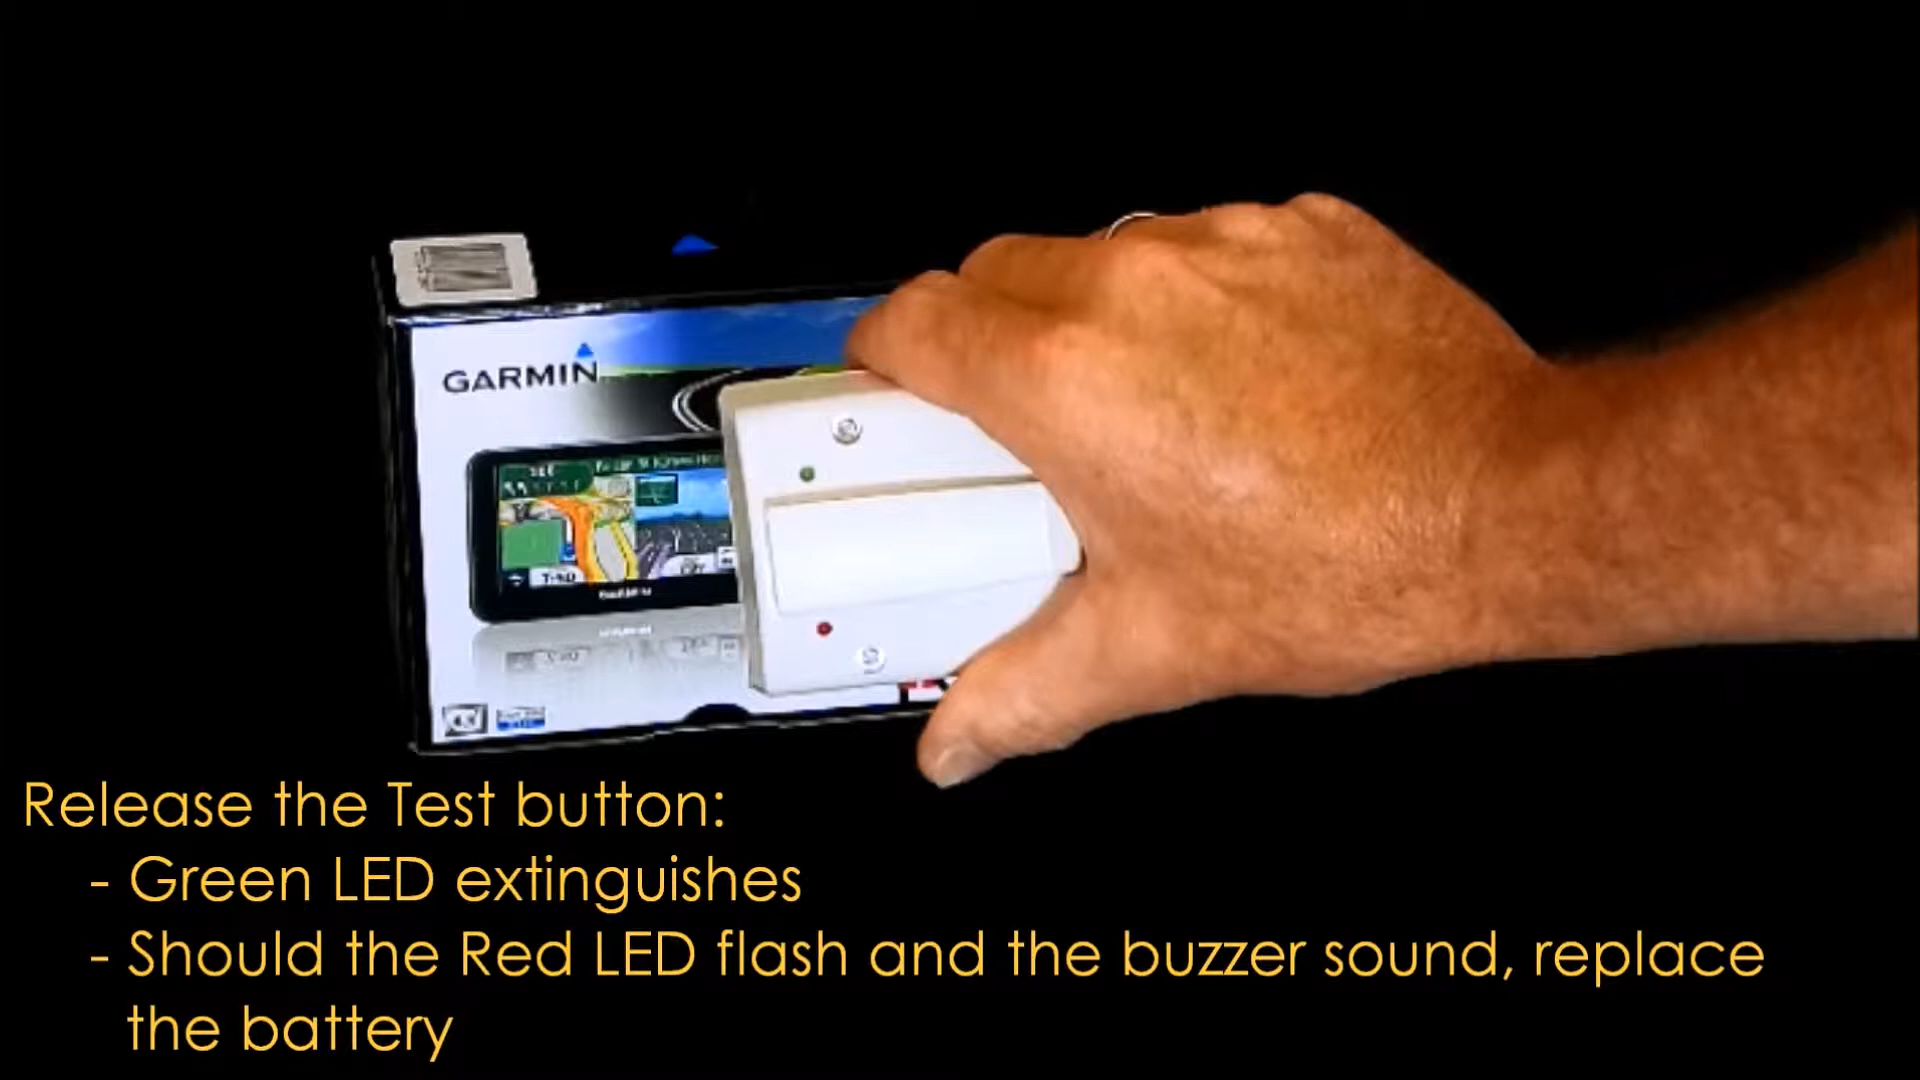 GARMIN
Release the Test button:
- Green LED extinguishes
- Should the Red LED flash and the buzzer sound, replace
the battery